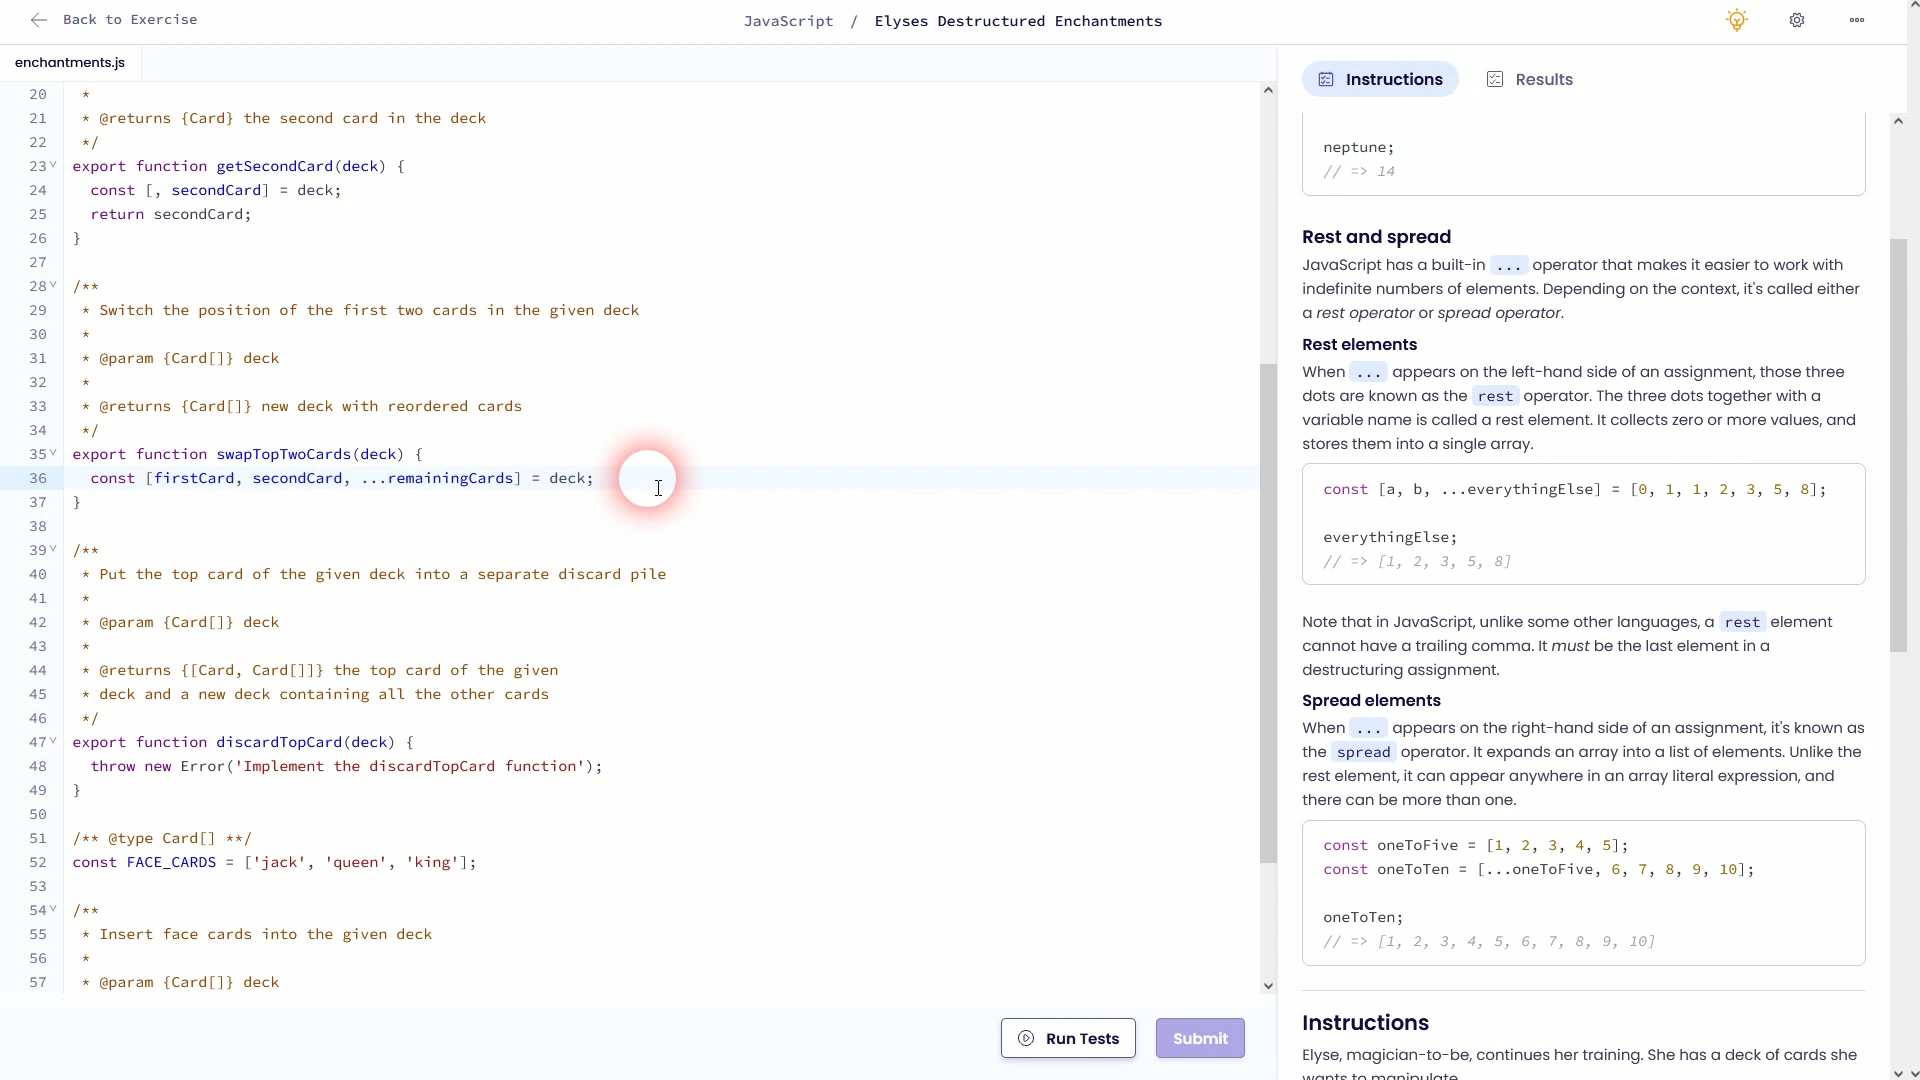 Back to Exercise
JavaScript / Elyses Destructured Enchantments
enchantments.js
20 *
21 * @returns {Card} the second card in the deck
22 */
23 export function getSecondCard(deck) {
24 const [, secondCard] = deck;
25 return secondCard;
26 }
27
28 /**
29 * Switch the position of the first two cards in the given deck
30 *
31 * @param {Card[]} deck
32 *
33 * @returns {Card[]} new deck with reordered cards
34 */
35 export function swapTopTwoCards(deck) {
36 const [firstCard, secondCard, ...remainingCards] = deck;
37 }
38
39 /**
40 * Put the top card of the given deck into a separate discard pile
41 *
42 * @param {Card[]} deck
43 *
44 * @returns {[Card, Card[]]} the top card of the given
45 * deck and a new deck containing all the other cards
46 */
47 export function discardTopCard(deck) {
48 throw new Error('Implement the discardTopCard function');
49 }
50
51 /** @type Card[] **/
52 const FACE_CARDS = ['jack', 'queen', 'king'];
53
54 /**
55 * Insert face cards into the given deck
56 *
57 * @param {Card[]} deck
Run Tests
Submit
Instructions
Results
neptune;
// => 14
Rest and spread
JavaScript has a built-in ... operator that makes it easier to work with
indefinite numbers of elements. Depending on the context, it's called either
a rest operator or spread operator.
Rest elements
When ... appears on the left-hand side of an assignment, those three
dots are known as the rest operator. The three dots together with a
variable name is called a rest element. It collects zero or more values, and
stores them into a single array.
const [a, b, ...everythingElse] = [0, 1, 1, 2, 3, 5, 8];
everythingElse;
// => [1, 2, 3, 5, 8]
Note that in JavaScript, unlike some other languages, a rest element
cannot have a trailing comma. It must be the last element in a
destructuring assignment.
Spread elements
When ... appears on the right-hand side of an assignment, it's known as
the spread operator. It expands an array into a list of elements. Unlike the
rest element, it can appear anywhere in an array literal expression, and
there can be more than one.
const oneToFive = [1, 2, 3, 4, 5];
const oneToTen = [...oneToFive, 6, 7, 8, 9, 10];
oneToTen;
// => [1, 2, 3, 4, 5, 6, 7, 8, 9, 10]
Instructions
Elyse, magician-to-be, continues her training. She has a deck of cards she
wants to manipulate